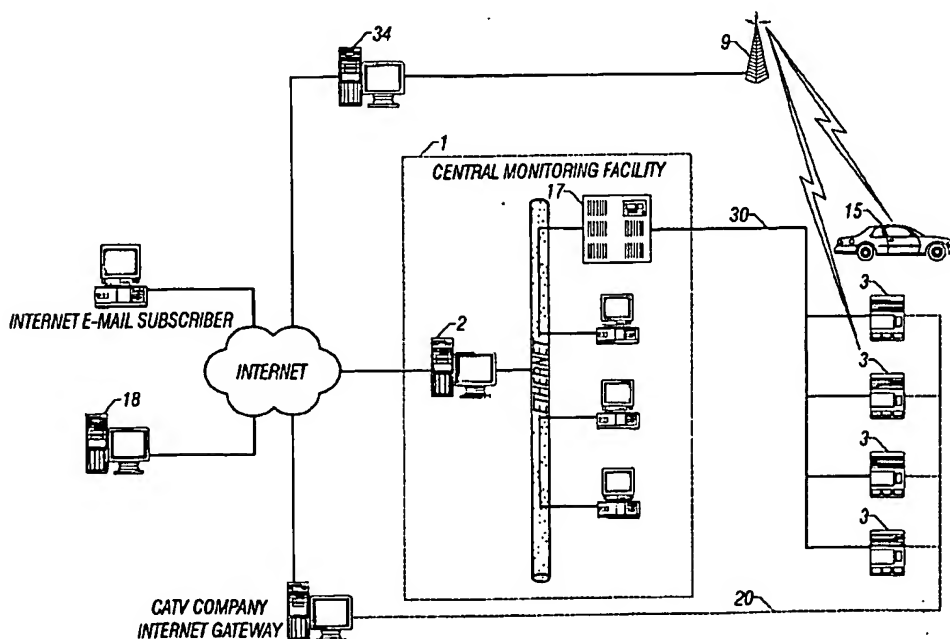 34
9
1
CENTRAL MONITORING FACILITY
17
30
15
3
INTERNET E-MAIL SUBSCRIBER
2
INTERNET
ETHERNET
3
18
3
3
CATV COMPANY
INTERNET GATEWAY
20